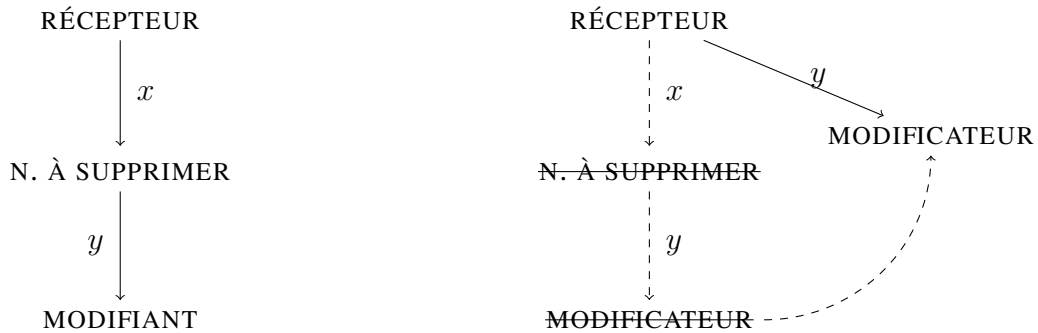 RÉCEPTEUR
x
N. À SUPPRIMER
y
MODIFIANT
RÉCEPTEUR
x
y
MODIFICATEUR
N. À SUPPRIMER
y
MODIFICATEUR